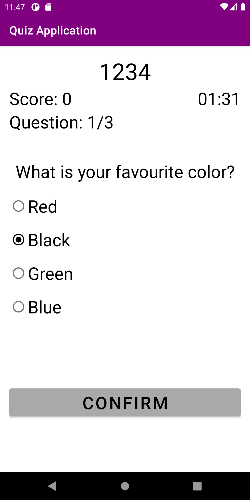 11.47
Quiz Application
1234
Score: 0 01:31
Question: 1/3
What is your favourite color?
Red
Black
Green
Blue
CONFIRM